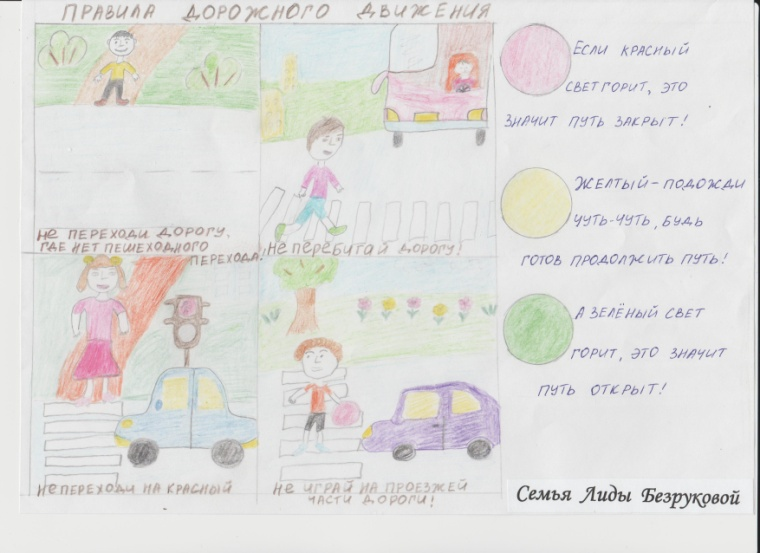 ПРАВИЛА ДОРОЖНОГО ДВИЖЕНИЯ
НЕ ПЕРЕХОДИ ДОРОГУ,
ГДЕ НЕТ ПЕШЕХОДНОГО
ПЕРЕХОДА!
НЕ ПЕРЕБИГАЙ ДОРОГУ!
НЕ ПЕРЕХОДИ НА КРАСНЫЙ
НЕ ИГРАЙ НА ПРОЕЗЖЕЙ
ЧАСТИ ДОРОГИ!
ЕСЛИ КРАСНЫЙ
СВЕТ ГОРИТ, ЭТО
ЗНАЧИТ ПУТЬ ЗАКРЫТ!
ЖЕЛТЫЙ - ПОДОЖДИ
ЧУТЬ-ЧУТЬ, БУДЬ
ГОТОВ ПРОДОЛЖИТЬ ПУТЬ!
А ЗЕЛЁНЫЙ СВЕТ
ГОРИТ, ЭТО ЗНАЧИТ
ПУТЬ ОТКРЫТ!
Семья Лиды Безруковой